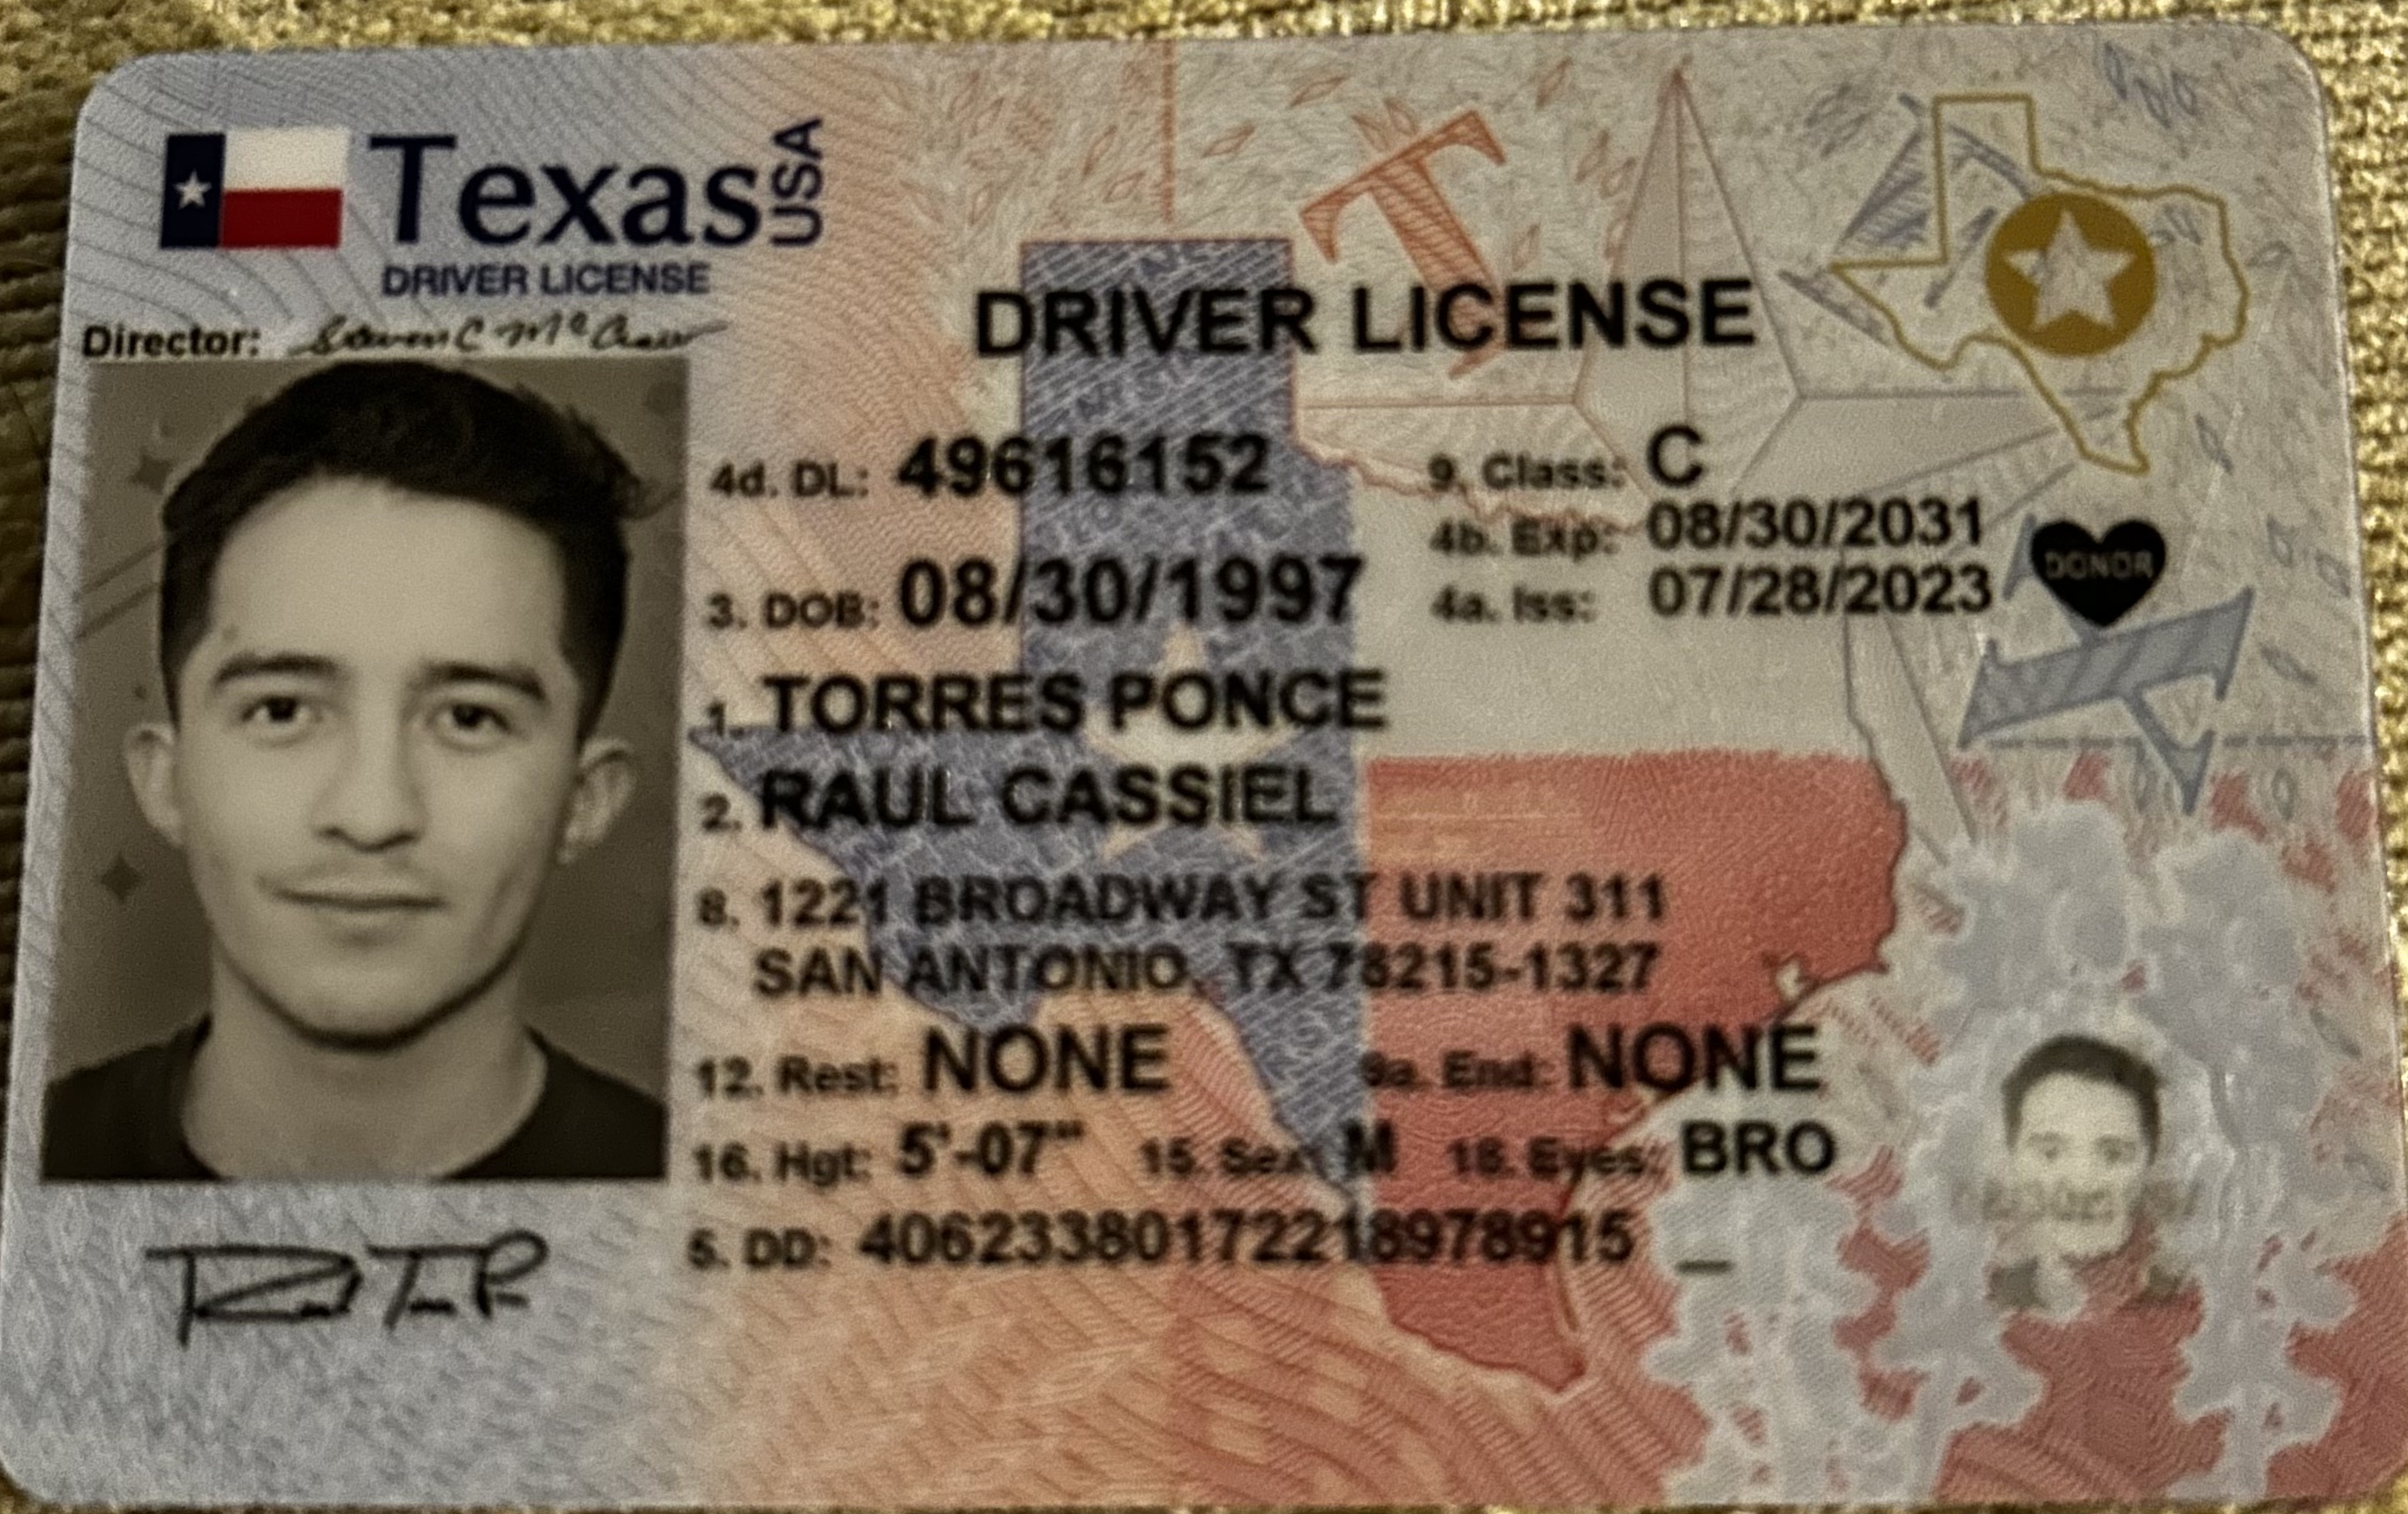 Texas USA
DRIVER LICENSE
Director: Steven C McCraw
DRIVER LICENSE
4d. DL: 49616152
9. Class: C
4b. Exp: 08/30/2031
3. DOB: 08/30/1997
4a. Iss: 07/28/2023
DONOR
1. TORRES PONCE
2. RAUL CASSIEL
8. 1221 BROADWAY ST UNIT 311
SAN ANTONIO, TX 78215-1327
12. Rest: NONE
9a. End: NONE
16. Hgt: 5'-07"
15. Sex: M
18. Eyes: BRO
5. DD: 40623380172218978915